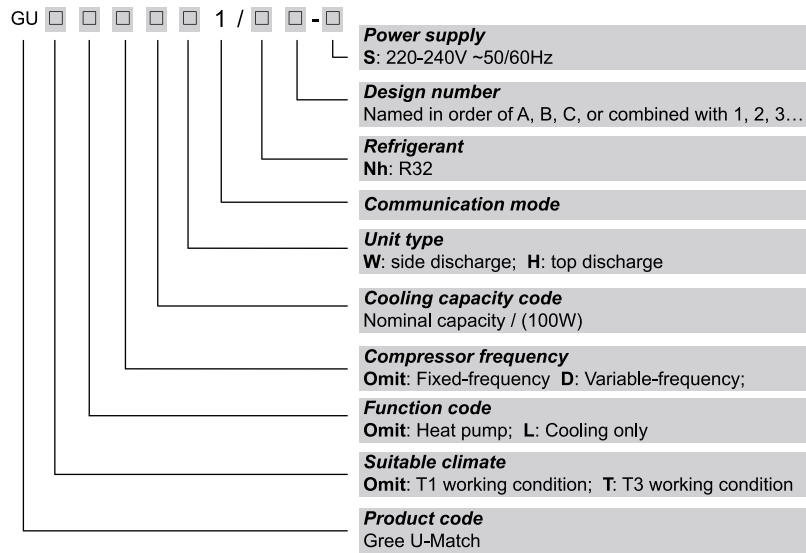 GU □ □ □ □ □ 1 / □ □ - □
Power supply
S: 220-240V ~50/60Hz
Design number
Named in order of A, B, C, or combined with 1, 2, 3…
Refrigerant
Nh: R32
Communication mode
Unit type
W: side discharge; H: top discharge
Cooling capacity code
Nominal capacity / (100W)
Compressor frequency
Omit: Fixed-frequency D: Variable-frequency;
Function code
Omit: Heat pump; L: Cooling only
Suitable climate
Omit: T1 working condition; T: T3 working condition
Product code
Gree U-Match